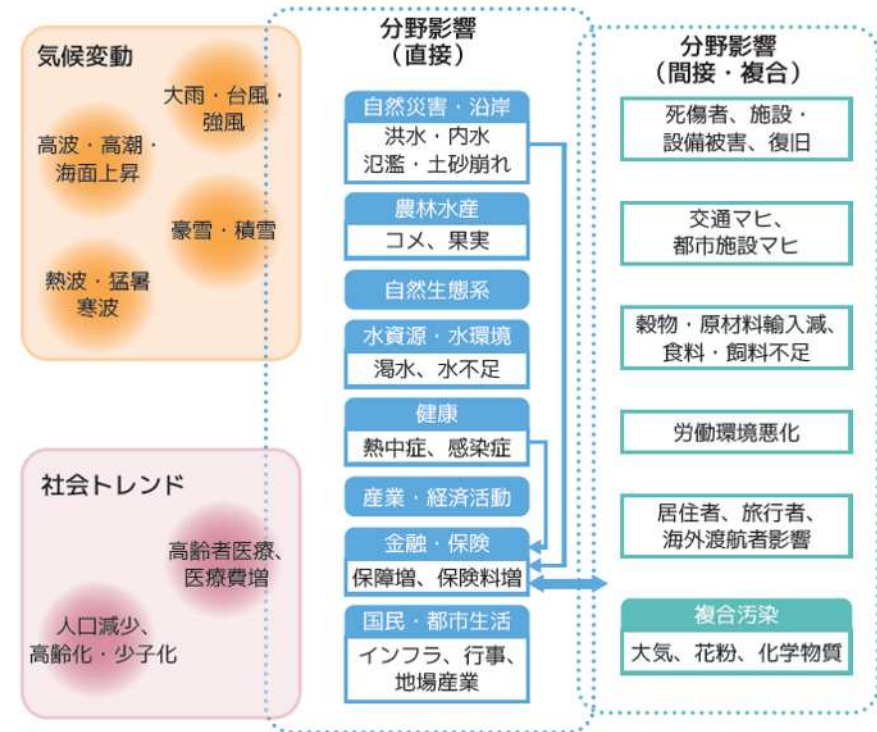 気候変動
大雨・台風・
強風
高波・高潮・
海面上昇
豪雪・積雪
熱波・猛暑
寒波
社会トレンド
高齢者医療、
医療費増
人口減少、
高齢化・少子化
分野影響
（直接）
自然災害・沿岸
洪水・内水
氾濫・土砂崩れ
農林水産
コメ、果実
自然生態系
水資源・水環境
渇水、水不足
健康
熱中症、感染症
産業・経済活動
金融・保険
保障増、保険料増
国民・都市生活
インフラ、行事、
地場産業
分野影響
（間接・複合）
死傷者、施設・
設備被害、復旧
交通マヒ、
都市施設マヒ
穀物・原材料輸入減、
食料・飼料不足
労働環境悪化
居住者、旅行者、
海外渡航者影響
複合汚染
大気、花粉、化学物質